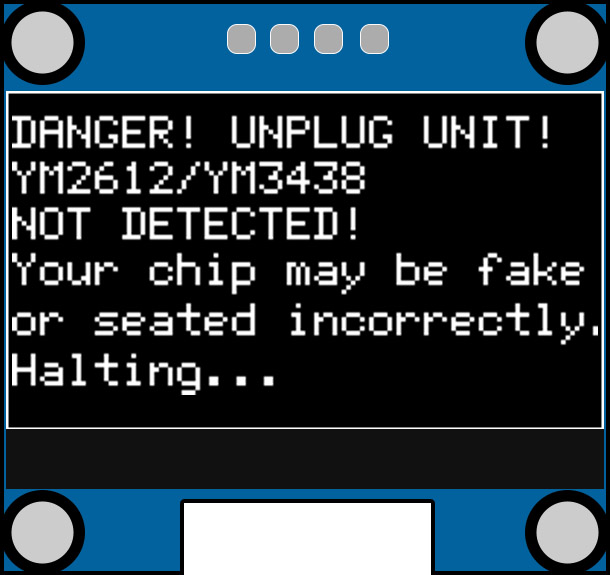 DANGER! UNPLUG UNIT!
YM2612/YM3438
NOT DETECTED!
Your chip may be fake
or seated incorrectly.
Halting...